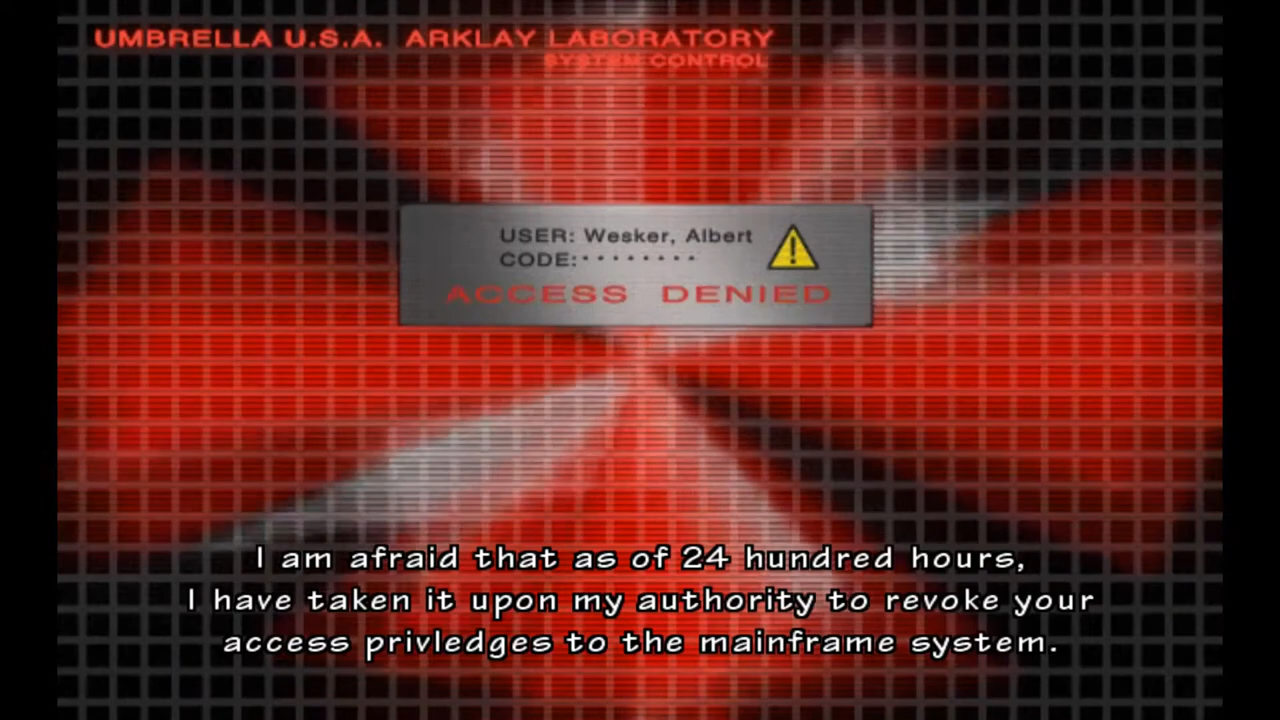 UMBRELLA U.S.A. ARKLAY LABORATORY
SYSTEM CONTROL
USER: Wesker, Albert
CODE:········
ACCESS DENIED
I am afraid that as of 24 hundred hours,
I have taken it upon my authority to revoke your
access privledges to the mainframe system.